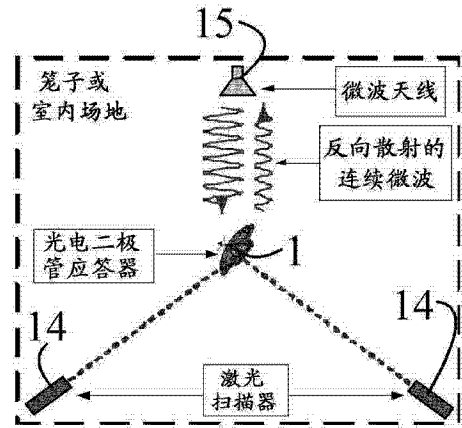 15
笼子或
室内场地
微波天线
反向散射的
连续微波
光电二极
管应答器
1
14
14
激光
扫描器